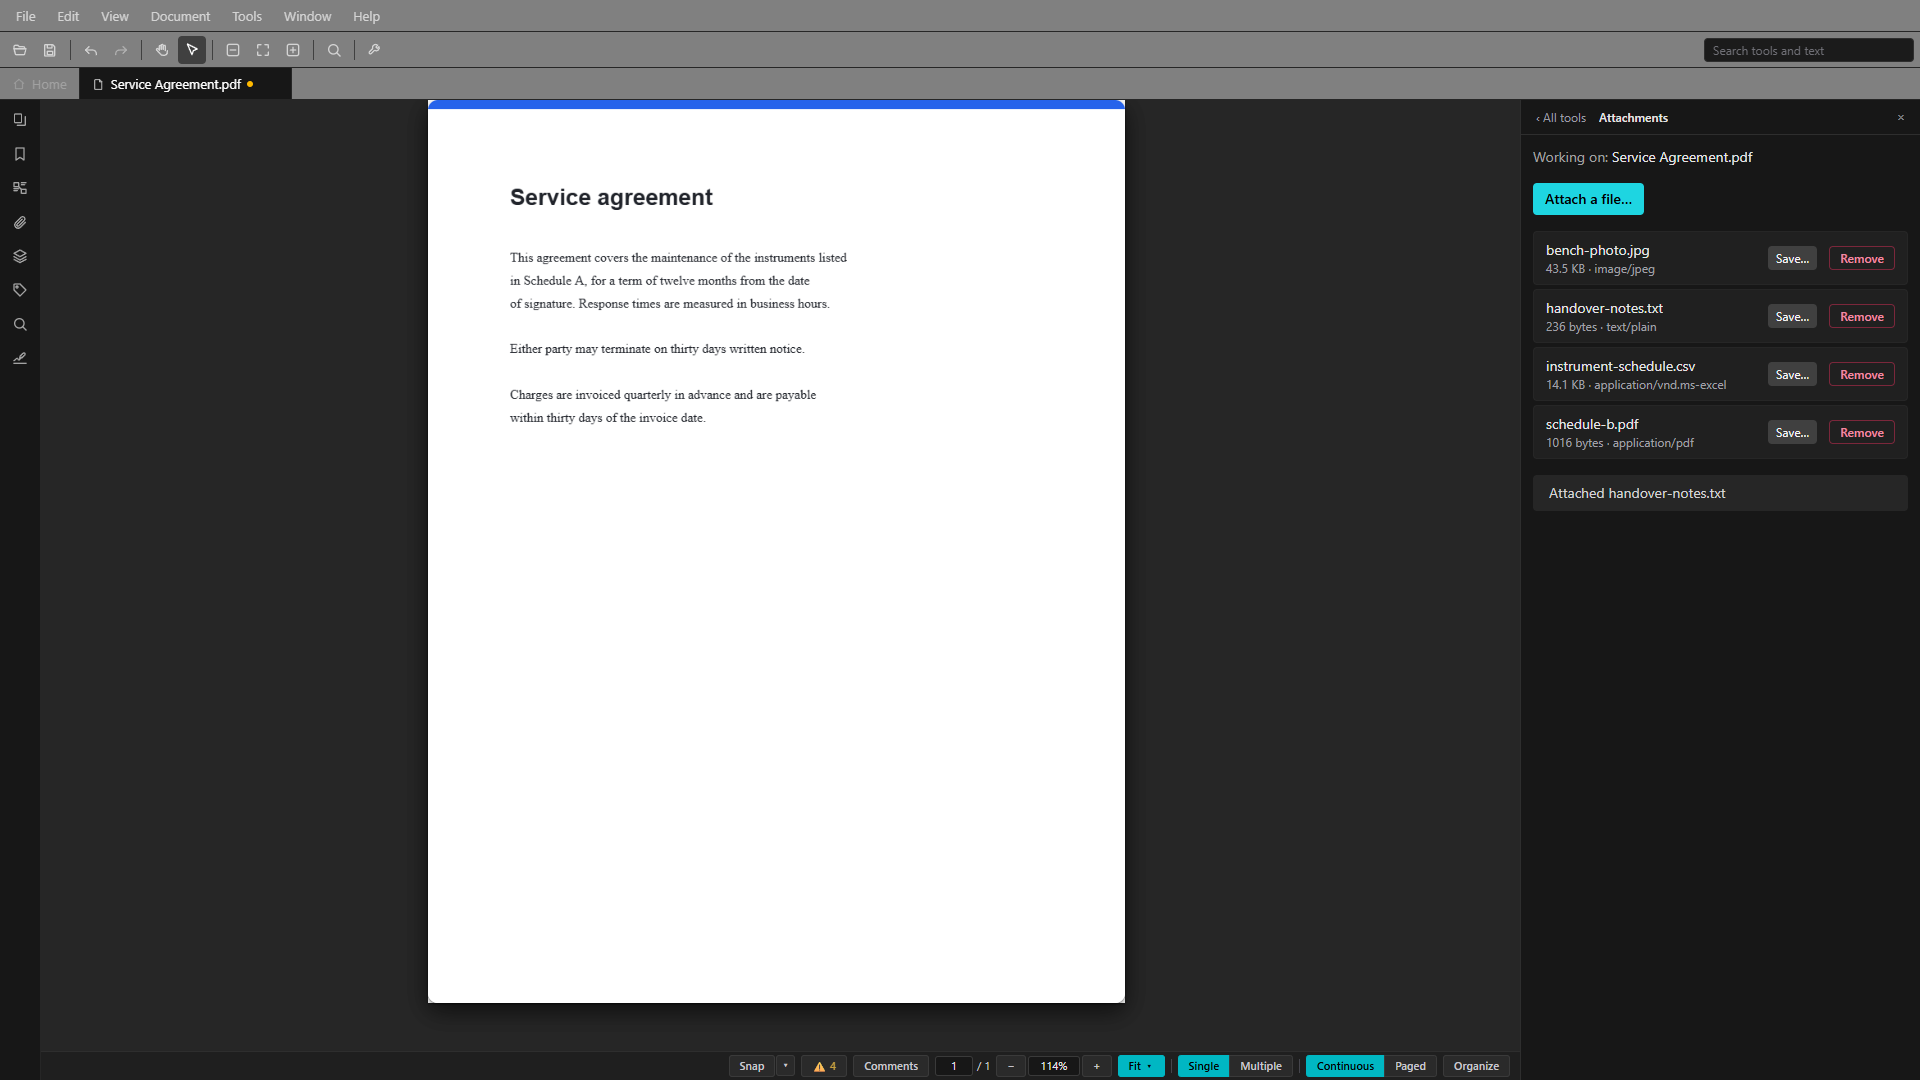 File Edit View Document Tools Window Help
Search tools and text
Home Service Agreement.pdf
‹ All tools Attachments
Working on: Service Agreement.pdf
Attach a file...
bench-photo.jpg
43.5 KB · image/jpeg
Save... Remove
handover-notes.txt
236 bytes · text/plain
Save... Remove
instrument-schedule.csv
14.1 KB · application/vnd.ms-excel
Save... Remove
schedule-b.pdf
1016 bytes · application/pdf
Save... Remove
Attached handover-notes.txt
Service agreement
This agreement covers the maintenance of the instruments listed
in Schedule A, for a term of twelve months from the date
of signature. Response times are measured in business hours.
Either party may terminate on thirty days written notice.
Charges are invoiced quarterly in advance and are payable
within thirty days of the invoice date.
Snap 4 Comments 1 / 1 − 114% + Fit Single Multiple Continuous Paged Organize